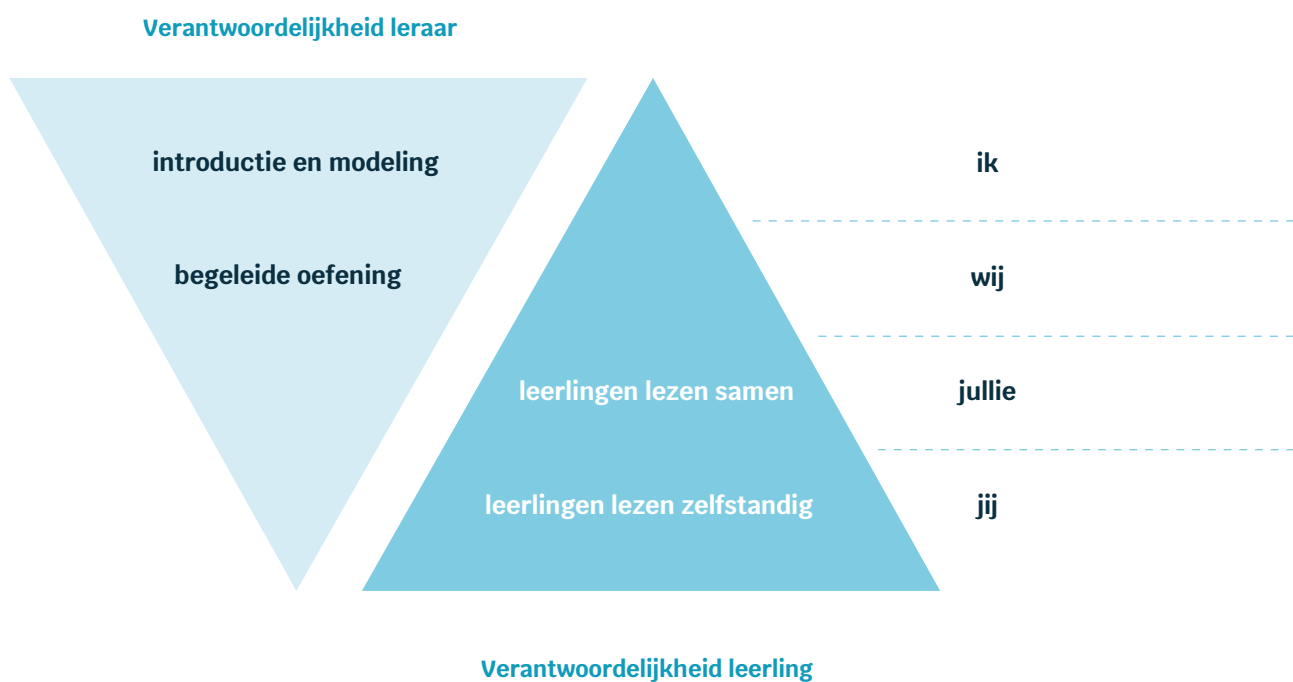 Verantwoordelijkheid leraar
introductie en modeling
ik
begeleide oefening
wij
leerlingen lezen samen
jullie
leerlingen lezen zelfstandig
jij
Verantwoordelijkheid leerling